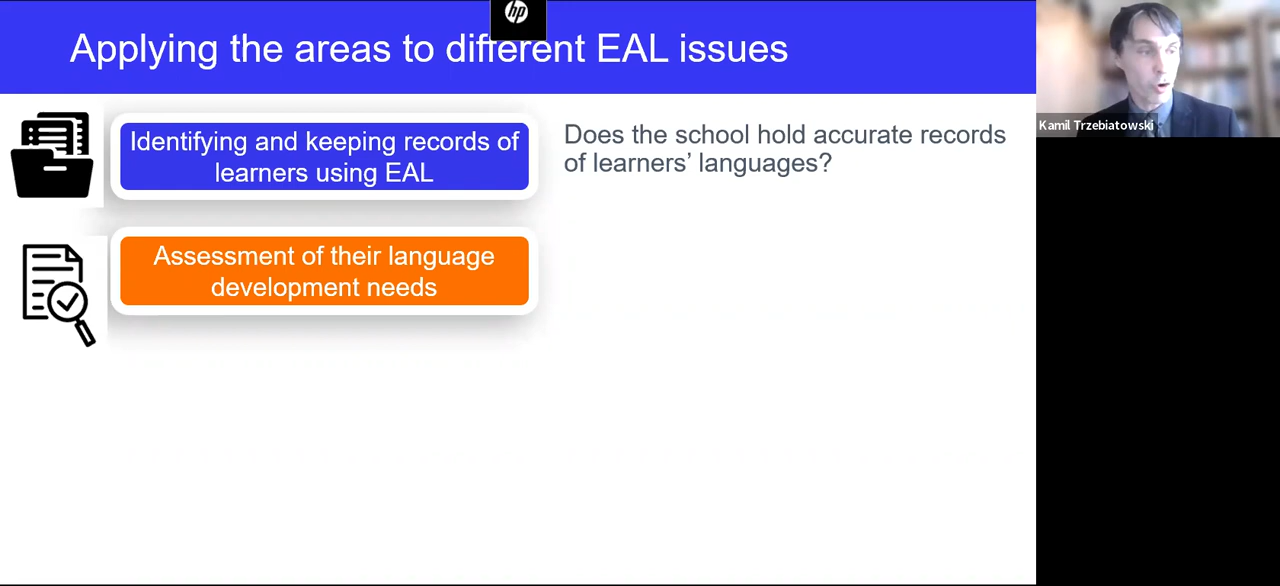 hp
Applying the areas to different EAL issues
Identifying and keeping records of
learners using EAL
Does the school hold accurate records
of learners’ languages?
Assessment of their language
development needs
Kamil Trzebiatowski